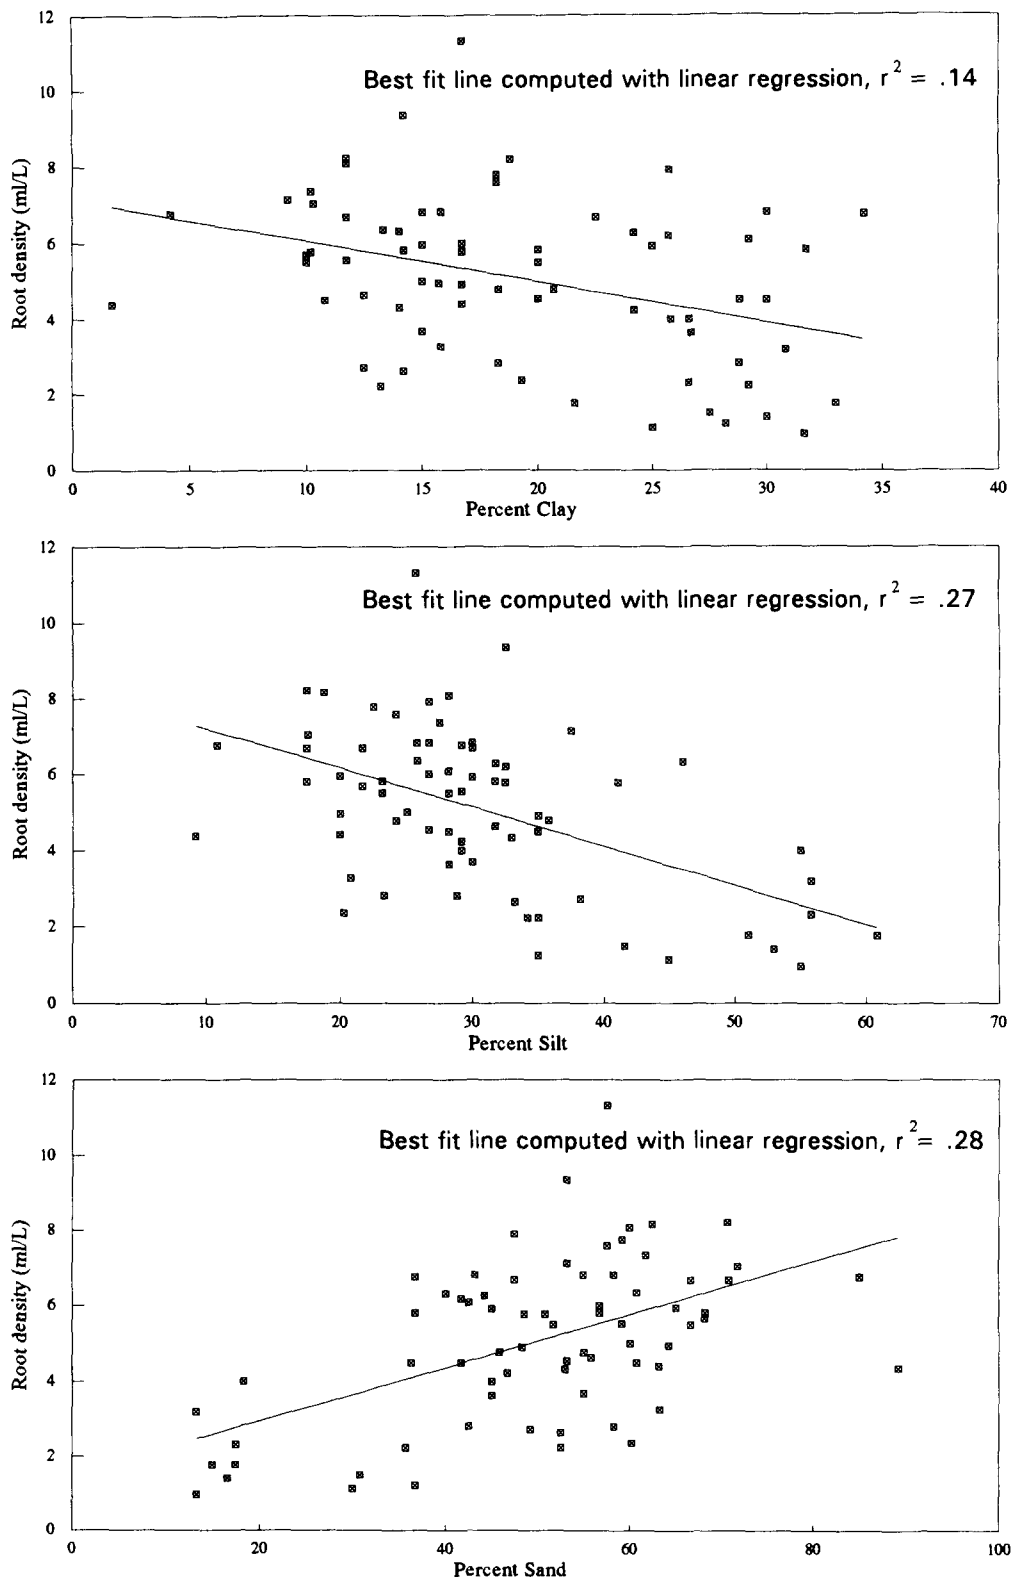 12
10
8
6
4
2
0
Root density (ml/L)
Best fit line computed with linear regression, r² = .14
0 5 10 15 20 25 30 35 40
Percent Clay
12
10
8
6
4
2
0
Root density (ml/L)
Best fit line computed with linear regression, r² = .27
0 10 20 30 40 50 60 70
Percent Silt
12
10
8
6
4
2
0
Root density (ml/L)
Best fit line computed with linear regression, r² = .28
0 20 40 60 80 100
Percent Sand